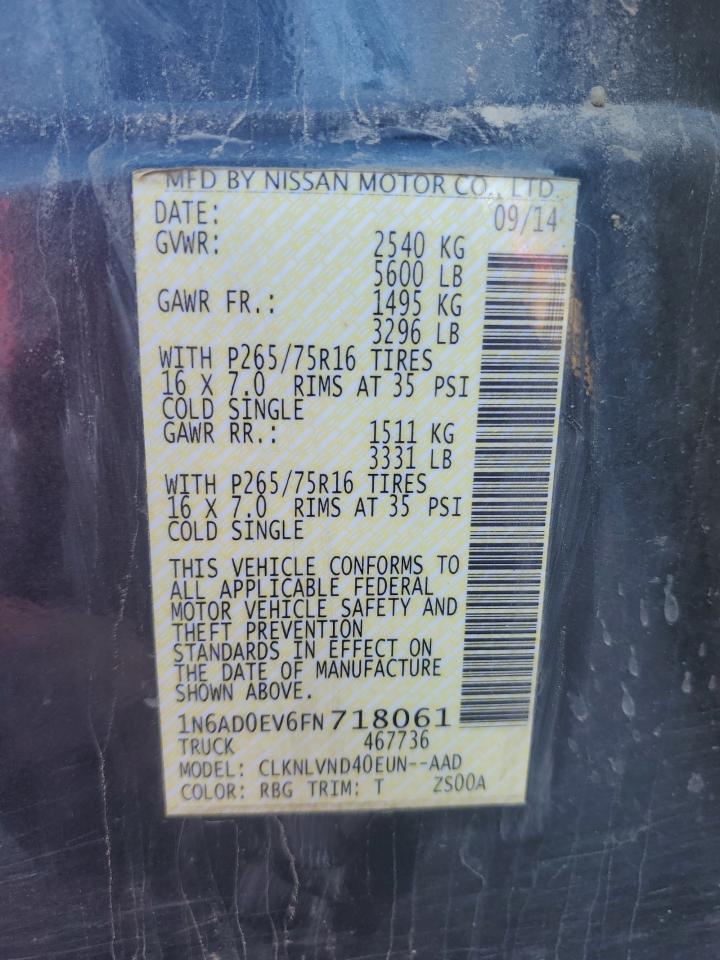 MFD BY NISSAN MOTOR CO., LTD.
DATE: 09/14
GVWR: 2540 KG
5600 LB
GAWR FR.: 1495 KG
3296 LB
WITH P265/75R16 TIRES
16 X 7.0 RIMS AT 35 PSI
COLD SINGLE
GAWR RR.: 1511 KG
3331 LB
WITH P265/75R16 TIRES
16 X 7.0 RIMS AT 35 PSI
COLD SINGLE
THIS VEHICLE CONFORMS TO
ALL APPLICABLE FEDERAL
MOTOR VEHICLE SAFETY AND
THEFT PREVENTION
STANDARDS IN EFFECT ON
THE DATE OF MANUFACTURE
SHOWN ABOVE.
1N6AD0EV6FN718061
TRUCK 467736
MODEL: CLKNLVND40EUN--AAD
COLOR: RBG TRIM: T ZS00A